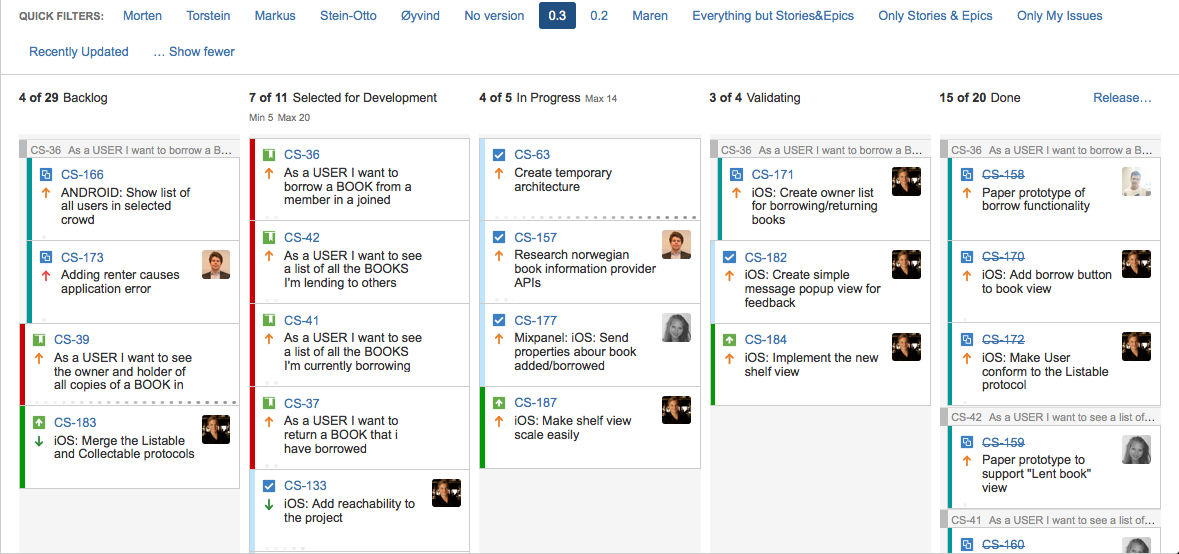 QUICK FILTERS: Morten Torstein Markus Stein-Otto Øyvind No version 0.3 0.2 Maren Everything but Stories&Epics Only Stories & Epics Only My Issues
Recently Updated … Show fewer
4 of 29 Backlog
CS-36 As a USER I want to borrow a B...
CS-166
ANDROID: Show list of
all users in selected
crowd
CS-173
Adding renter causes
application error
CS-39
As a USER I want to see
the owner and holder of
all copies of a BOOK in
CS-183
iOS: Merge the Listable
and Collectable protocols
7 of 11 Selected for Development
Min 5 Max 20
CS-36
As a USER I want to
borrow a BOOK from a
member in a joined
CS-42
As a USER I want to see
a list of all the BOOKS
I'm lending to others
CS-41
As a USER I want to see
a list of all the BOOKS
I'm currently borrowing
CS-37
As a USER I want to
return a BOOK that i
have borrowed
CS-133
iOS: Add reachability to
the project
4 of 5 In Progress Max 14
CS-63
Create temporary
architecture
CS-157
Research norwegian
book information provider
APIs
CS-177
Mixpanel: iOS: Send
properties abour book
added/borrowed
CS-187
iOS: Make shelf view
scale easily
3 of 4 Validating
CS-36 As a USER I want to borrow a B...
CS-171
iOS: Create owner list
for borrowing/returning
books
CS-182
iOS: Create simple
message popup view for
feedback
CS-184
iOS: Implement the new
shelf view
15 of 20 Done Release…
CS-36 As a USER I want to borrow a B...
CS-158
Paper prototype of
borrow functionality
CS-170
iOS: Add borrow button
to book view
CS-172
iOS: Make User
conform to the Listable
protocol
CS-42 As a USER I want to see a list of...
CS-159
Paper prototype to
support "Lent book"
view
CS-41 As a USER I want to see a list of...
CS-160